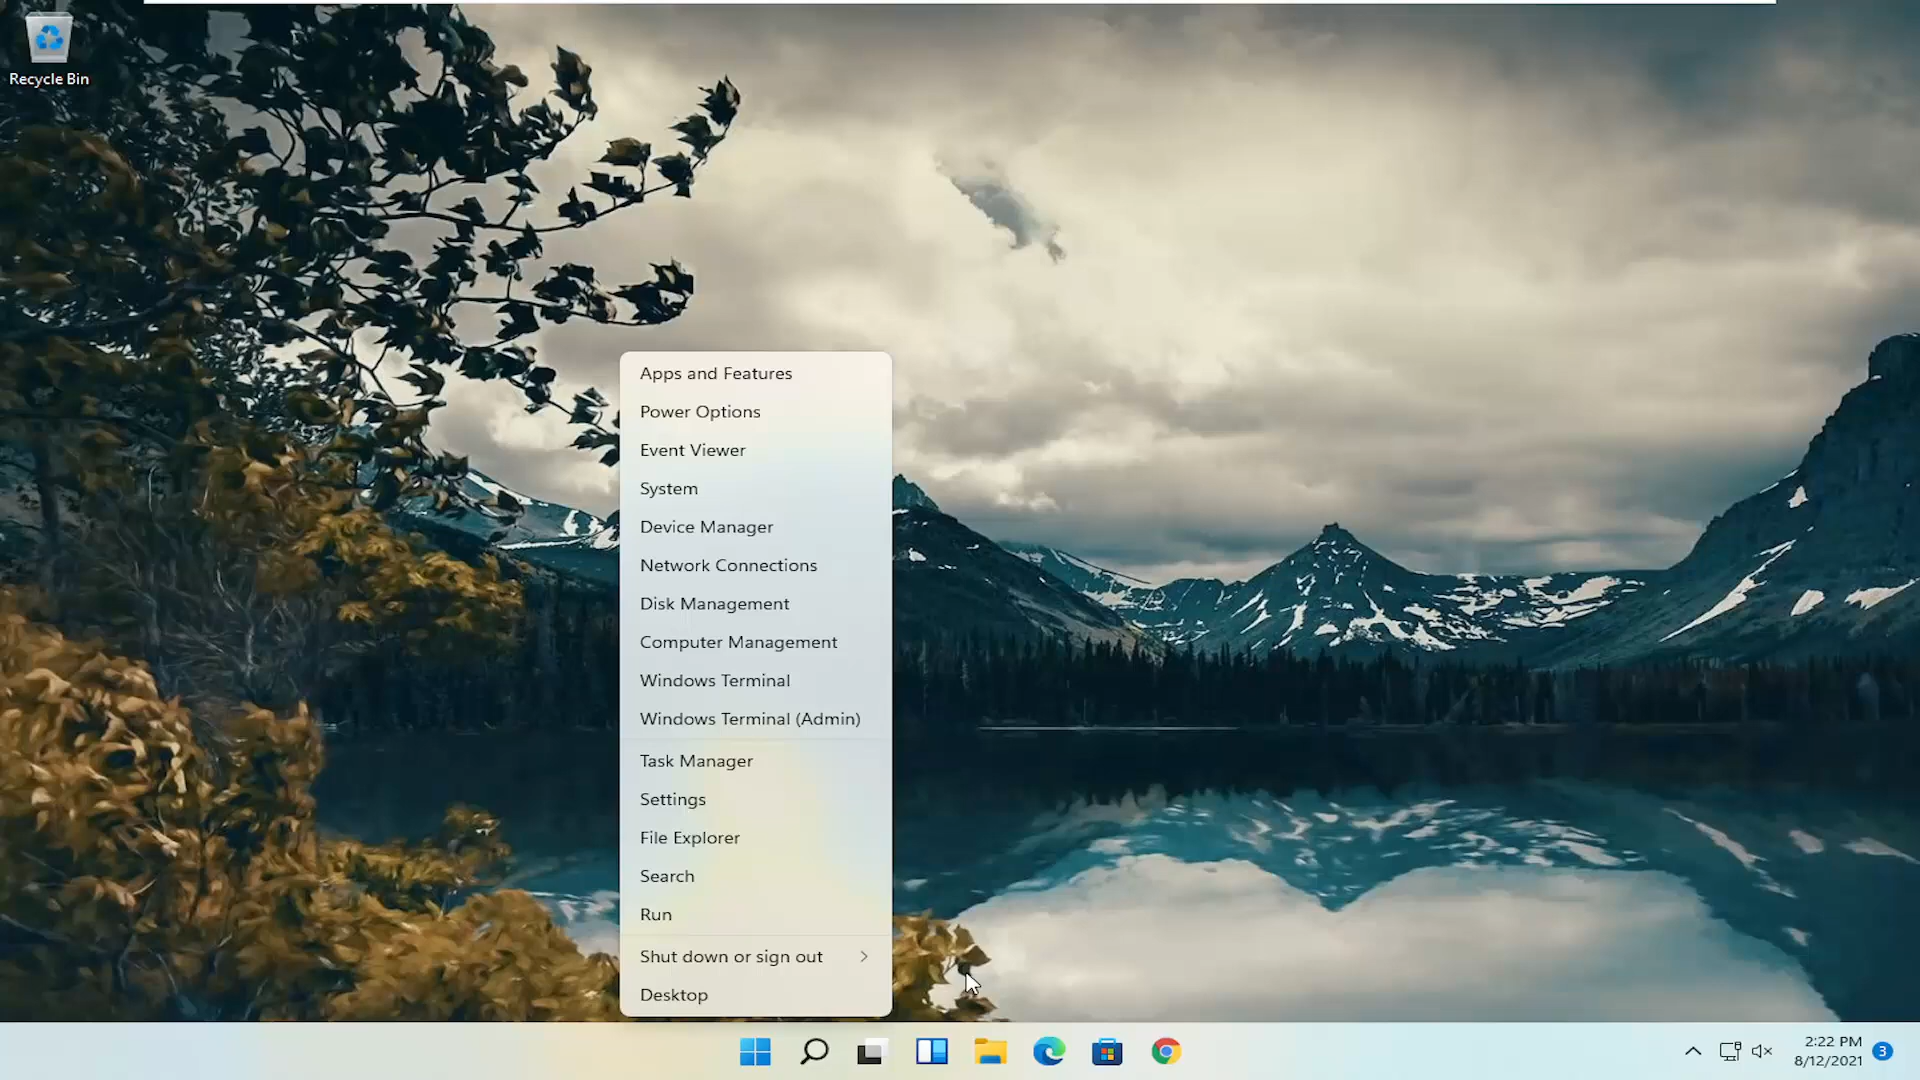 Recycle Bin
Apps and Features
Power Options
Event Viewer
System
Device Manager
Network Connections
Disk Management
Computer Management
Windows Terminal
Windows Terminal (Admin)
Task Manager
Settings
File Explorer
Search
Run
Shut down or sign out
Desktop
2:22 PM
8/12/2021
3